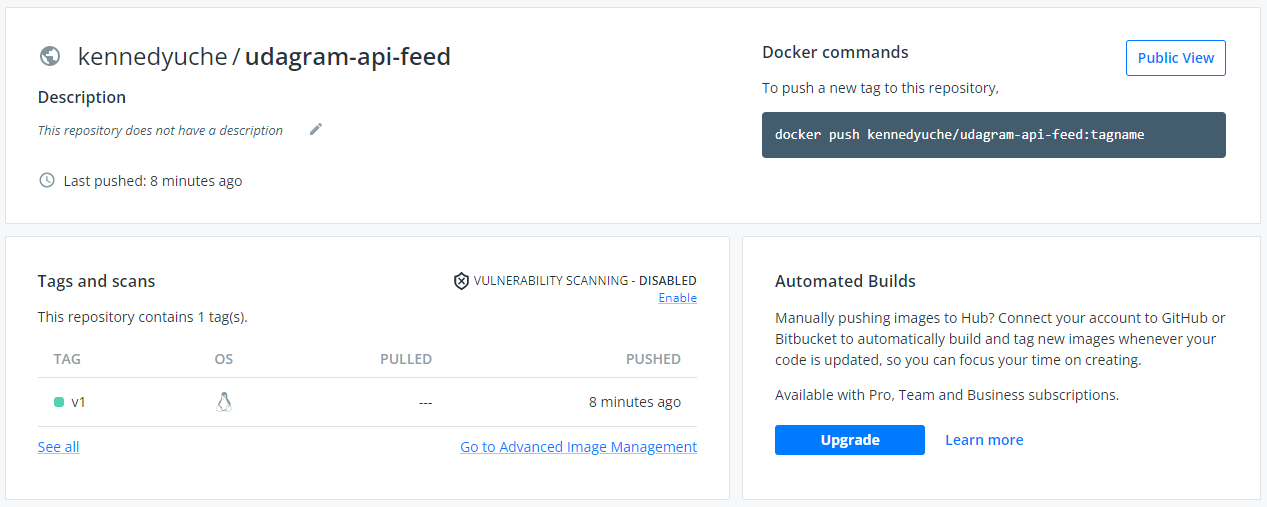 kennedyuche / udagram-api-feed
Description
This repository does not have a description
Last pushed: 8 minutes ago
Docker commands
Public View
To push a new tag to this repository,
docker push kennedyuche/udagram-api-feed:tagname
Tags and scans
VULNERABILITY SCANNING - DISABLED
Enable
This repository contains 1 tag(s).
TAG OS PULLED PUSHED
v1 --- 8 minutes ago
See all Go to Advanced Image Management
Automated Builds
Manually pushing images to Hub? Connect your account to GitHub or
Bitbucket to automatically build and tag new images whenever your
code is updated, so you can focus your time on creating.
Available with Pro, Team and Business subscriptions.
Upgrade Learn more